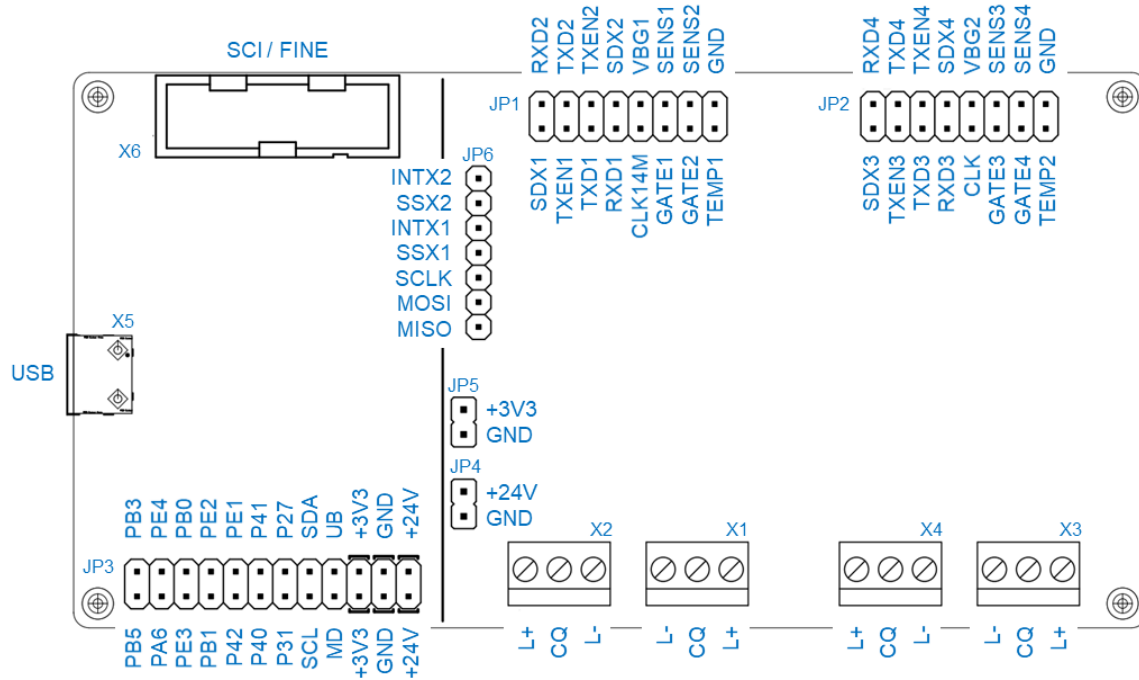 SCI / FINE
RXD2 TXD2 TXEN2 SDX2 VBG1 SENS1 SENS2 GND
RXD4 TXD4 TXEN4 SDX4 VBG2 SENS3 SENS4 GND
JP1
JP2
X6
JP6
SDX1 TXEN1 TXD1 RXD1 CLK14M GATE1 GATE2 TEMP1
SDX3 TXEN3 TXD3 RXD3 CLK GATE3 GATE4 TEMP2
INTX2
SSX2
INTX1
SSX1
SCLK
MOSI
MISO
X5
USB
JP5
+3V3
GND
JP4
+24V
GND
PB3 PE4 PB0 PE2 PE1 P41 P27 SDA UB +3V3 GND +24V
JP3
PB5 PA6 PE3 PB1 P42 P40 P31 SCL MD +3V3 GND +24V
X2
X1
X4
X3
L+ CQ L-
L- CQ L+
L+ CQ L-
L- CQ L+